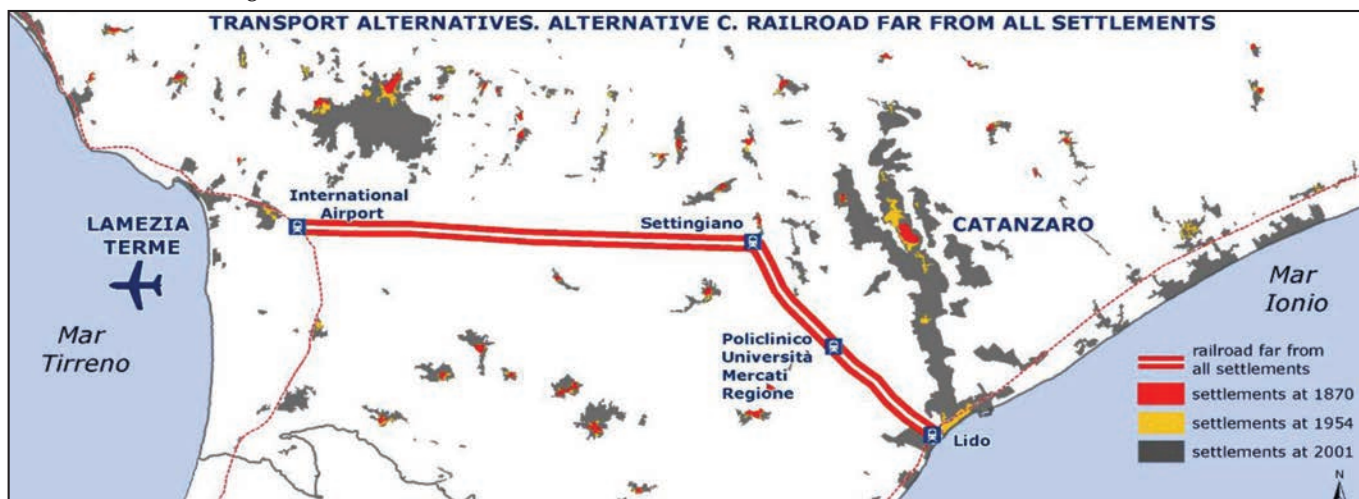 TRANSPORT ALTERNATIVES. ALTERNATIVE C. RAILROAD FAR FROM ALL SETTLEMENTS
International
Airport
Settingiano
LAMEZIA
TERME
CATANZARO
Mar
Tirreno
Mar
Ionio
Policlinico
Università
Mercati
Regione
Lido
railroad far from
all settlements
settlements at 1870
settlements at 1954
settlements at 2001
N